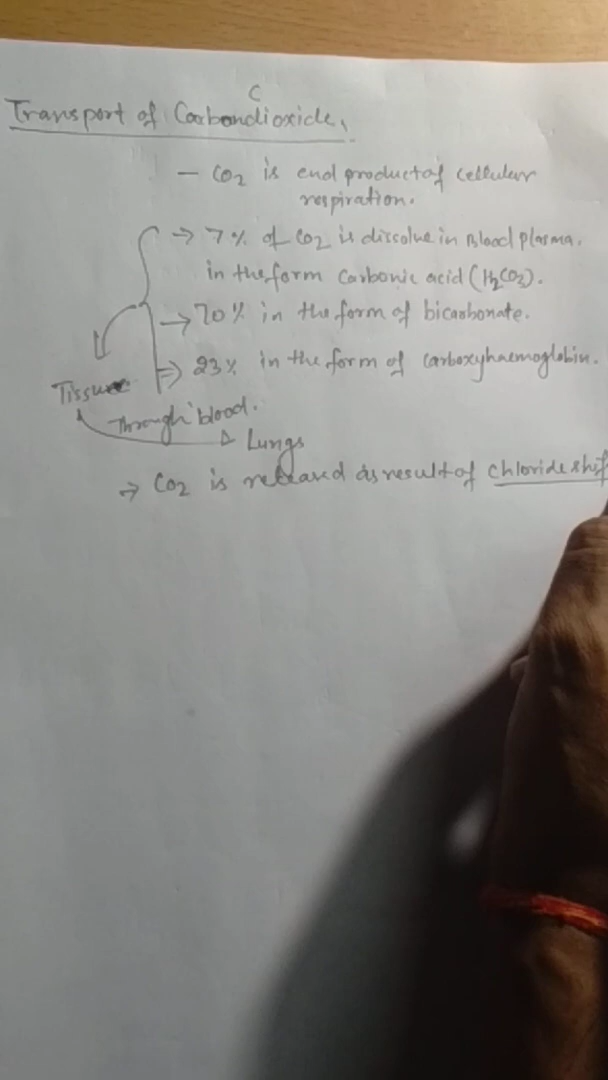 C
Transport of Carbondioxide,
- CO2 is end product of cellular
respiration.
→ 7% of CO2 is dissolve in Blood plasma.
in the form Carbonic acid (H2CO3).
→ 70% in the form of bicarbonate.
→ 23% in the form of carboxyhaemoglobin.
Tissue
Through blood.
Lungs
→ CO2 is released as result of chloride shif